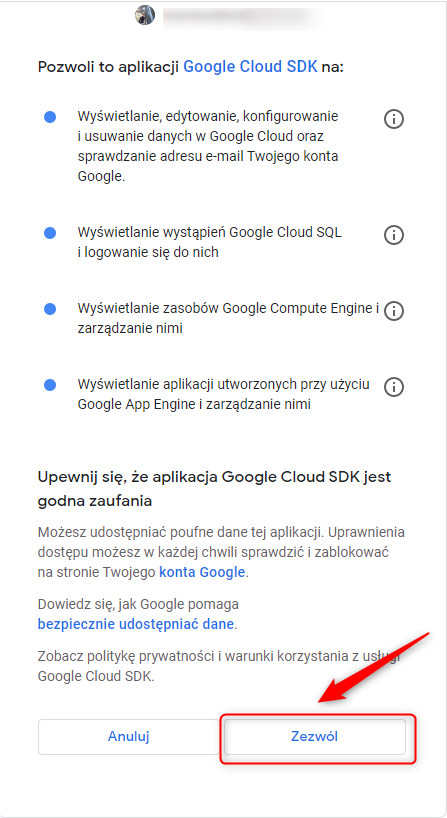 Pozwoli to aplikacji Google Cloud SDK na:
Wyświetlanie, edytowanie, konfigurowanie
i usuwanie danych w Google Cloud oraz
sprawdzanie adresu e-mail Twojego konta
Google.
Wyświetlanie wystąpień Google Cloud SQL
i logowanie się do nich
Wyświetlanie zasobów Google Compute Engine i
zarządzanie nimi
Wyświetlanie aplikacji utworzonych przy użyciu
Google App Engine i zarządzanie nimi
Upewnij się, że aplikacja Google Cloud SDK jest
godna zaufania
Możesz udostępniać poufne dane tej aplikacji. Uprawnienia
dostępu możesz w każdej chwili sprawdzić i zablokować
na stronie Twojego konta Google.
Dowiedz się, jak Google pomaga
bezpiecznie udostępniać dane.
Zobacz politykę prywatności i warunki korzystania z usługi
Google Cloud SDK.
Anuluj
Zezwól